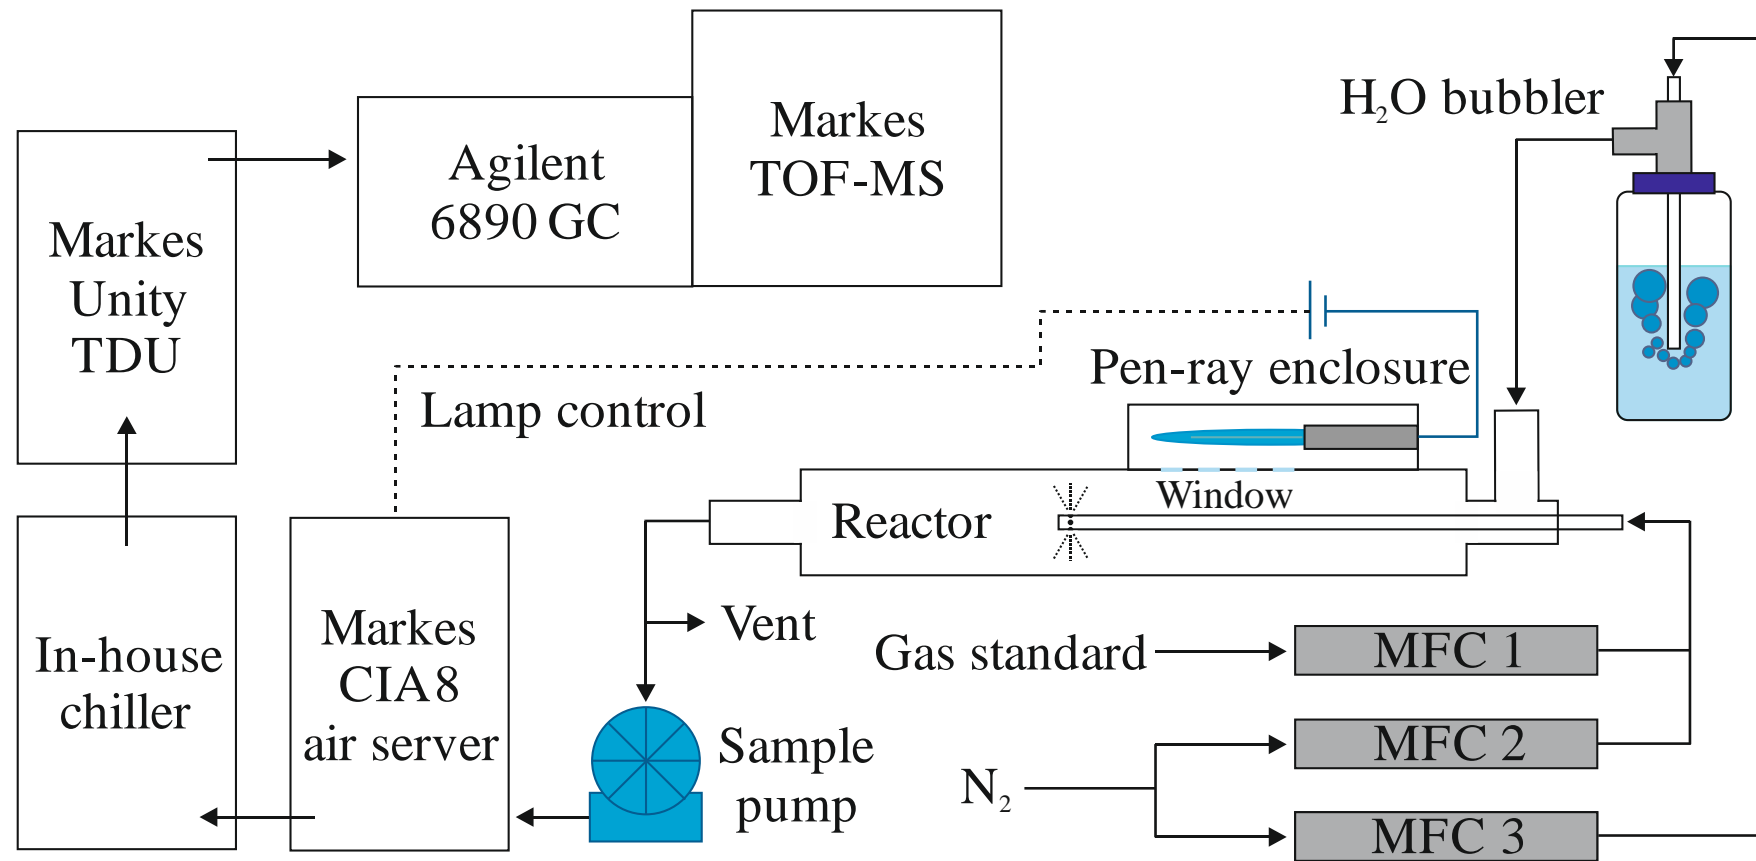 Markes
TOF-MS
Agilent
6890 GC
H₂O bubbler
Markes
Unity
TDU
Pen-ray enclosure
Lamp control
Window
Reactor
Vent
Gas standard
MFC 1
MFC 2
MFC 3
N₂
Sample
pump
Markes
CIA8
air server
In-house
chiller